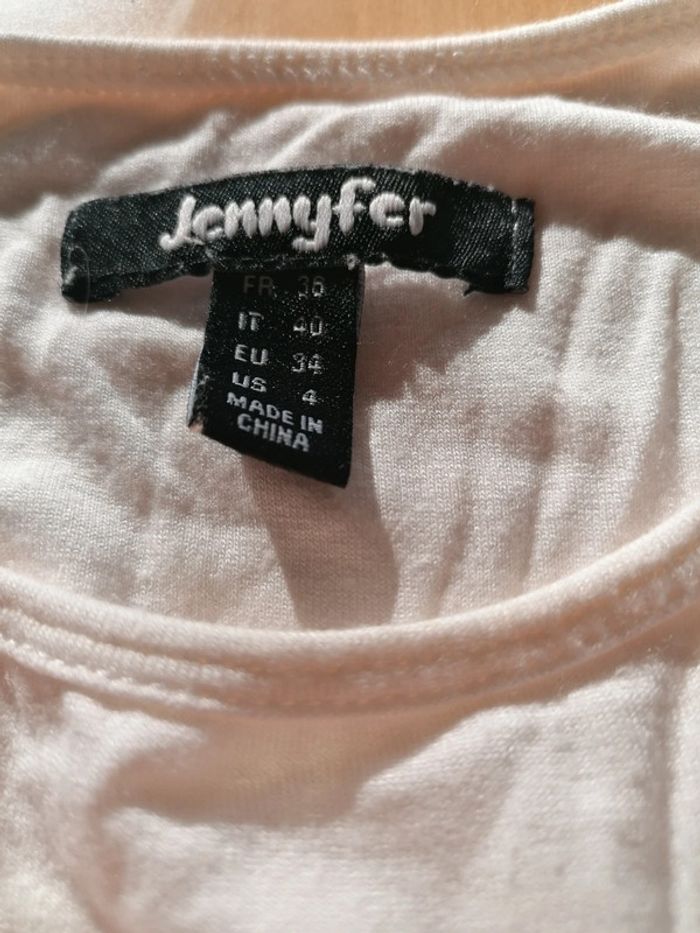 Jennyfer
FR 36
IT 40
EU 34
US 4
MADE IN
CHINA